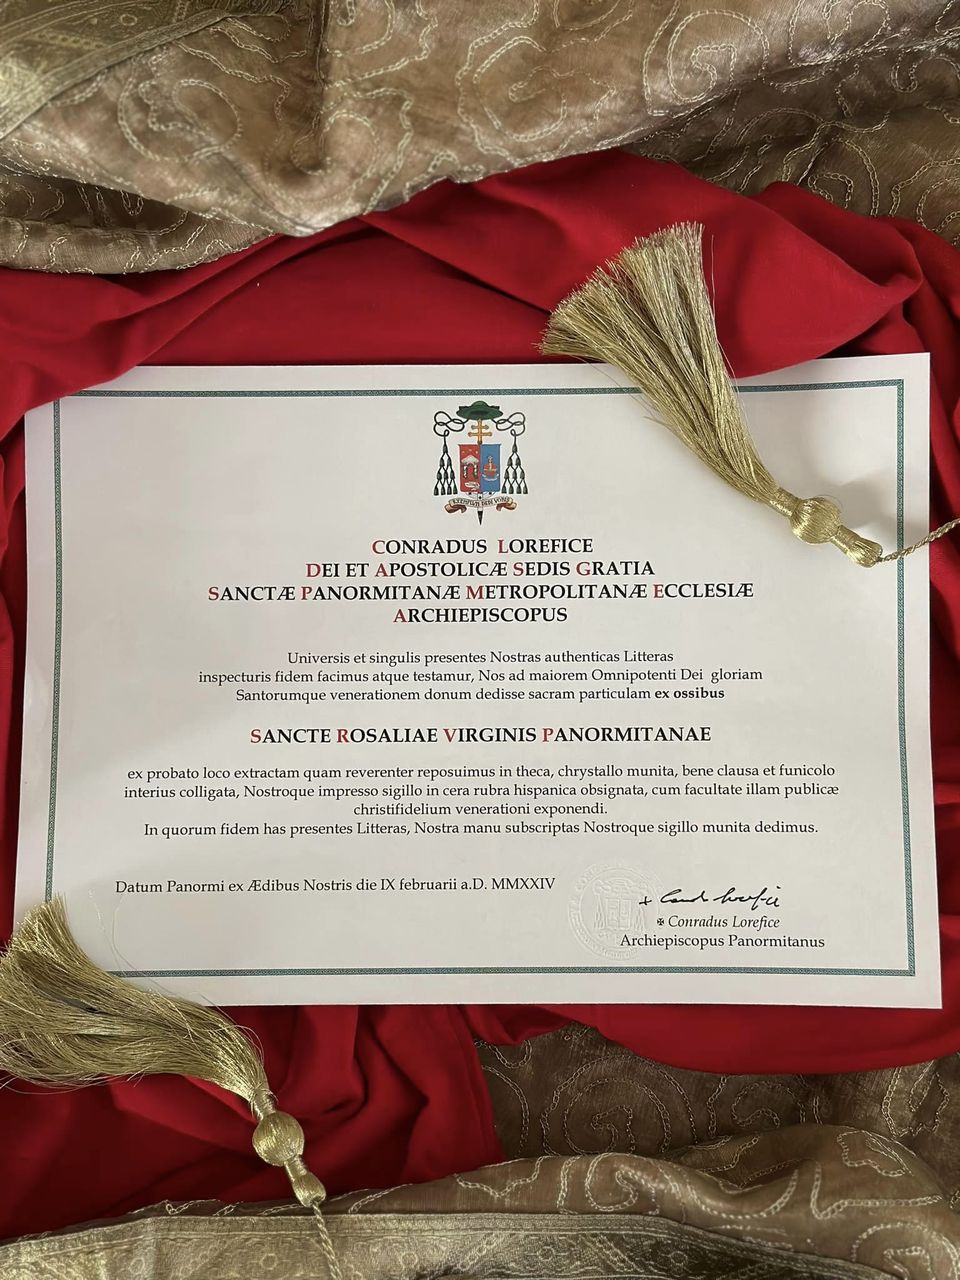 CONRADUS LOREFICE
DEI ET APOSTOLICÆ SEDIS GRATIA
SANCTÆ PANORMITANÆ METROPOLITANÆ ECCLESIÆ
ARCHIEPISCOPUS
Universis et singulis presentes Nostras authenticas Litteras
inspecturis fidem facimus atque testamur, Nos ad maiorem Omnipotenti Dei gloriam
Santorumque venerationem donum dedisse sacram particulam ex ossibus
SANCTE ROSALIAE VIRGINIS PANORMITANAE
ex probato loco extractam quam reverenter reposuimus in theca, chrystallo munita, bene clausa et funicolo
interius colligata, Nostroque impresso sigillo in cera rubra hispanica obsignata, cum facultate illam publicæ
christifidelium venerationi exponendi.
In quorum fidem has presentes Litteras, Nostra manu subscriptas Nostroque sigillo munita dedimus.
Datum Panormi ex Ædibus Nostris die IX februarii a.D. MMXXIV
✠ Conradus Lorefice
Archiepiscopus Panormitanus